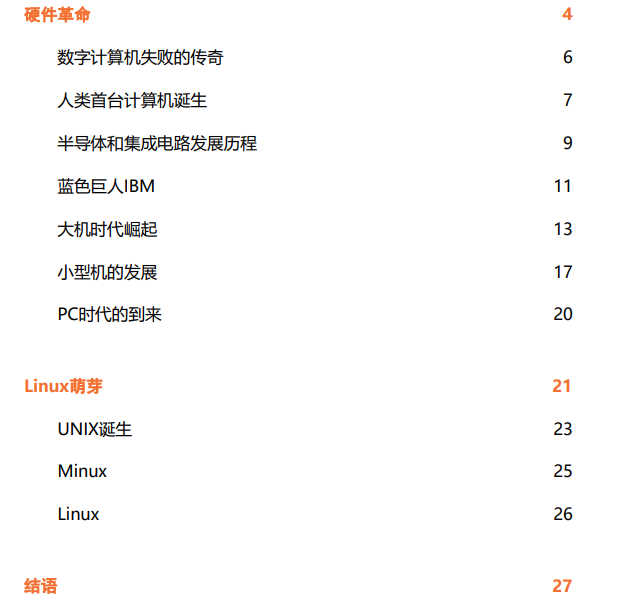 硬件革命 4
数字计算机失败的传奇 6
人类首台计算机诞生 7
半导体和集成电路发展历程 9
蓝色巨人IBM 11
大机时代崛起 13
小型机的发展 17
PC时代的到来 20
Linux萌芽 21
UNIX诞生 23
Minux 25
Linux 26
结语 27